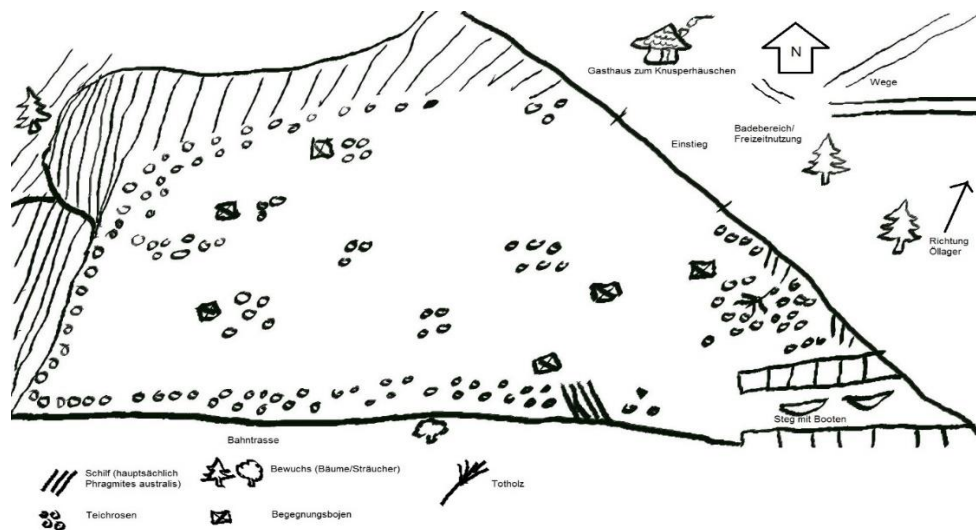 Gasthaus zum Knusperhäuschen
N
Wege
Badebereich/
Freizeitnutzung
Einstieg
Richtung
Öllager
Steg mit Booten
Bahntrasse
Schilf (hauptsächlich
Phragmites australis)
Bewuchs (Bäume/Sträucher)
Totholz
Teichrosen
Begegnungsbojen